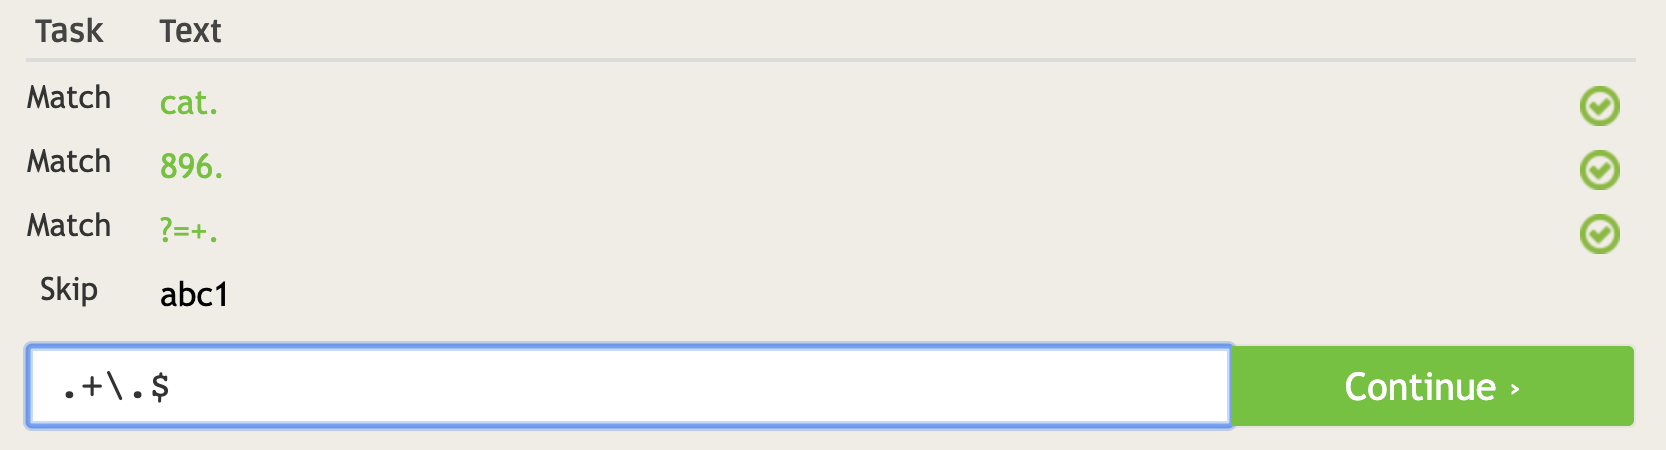 Task Text
Match cat.
Match 896.
Match ?=+.
Skip abc1
.+\.$ Continue ›